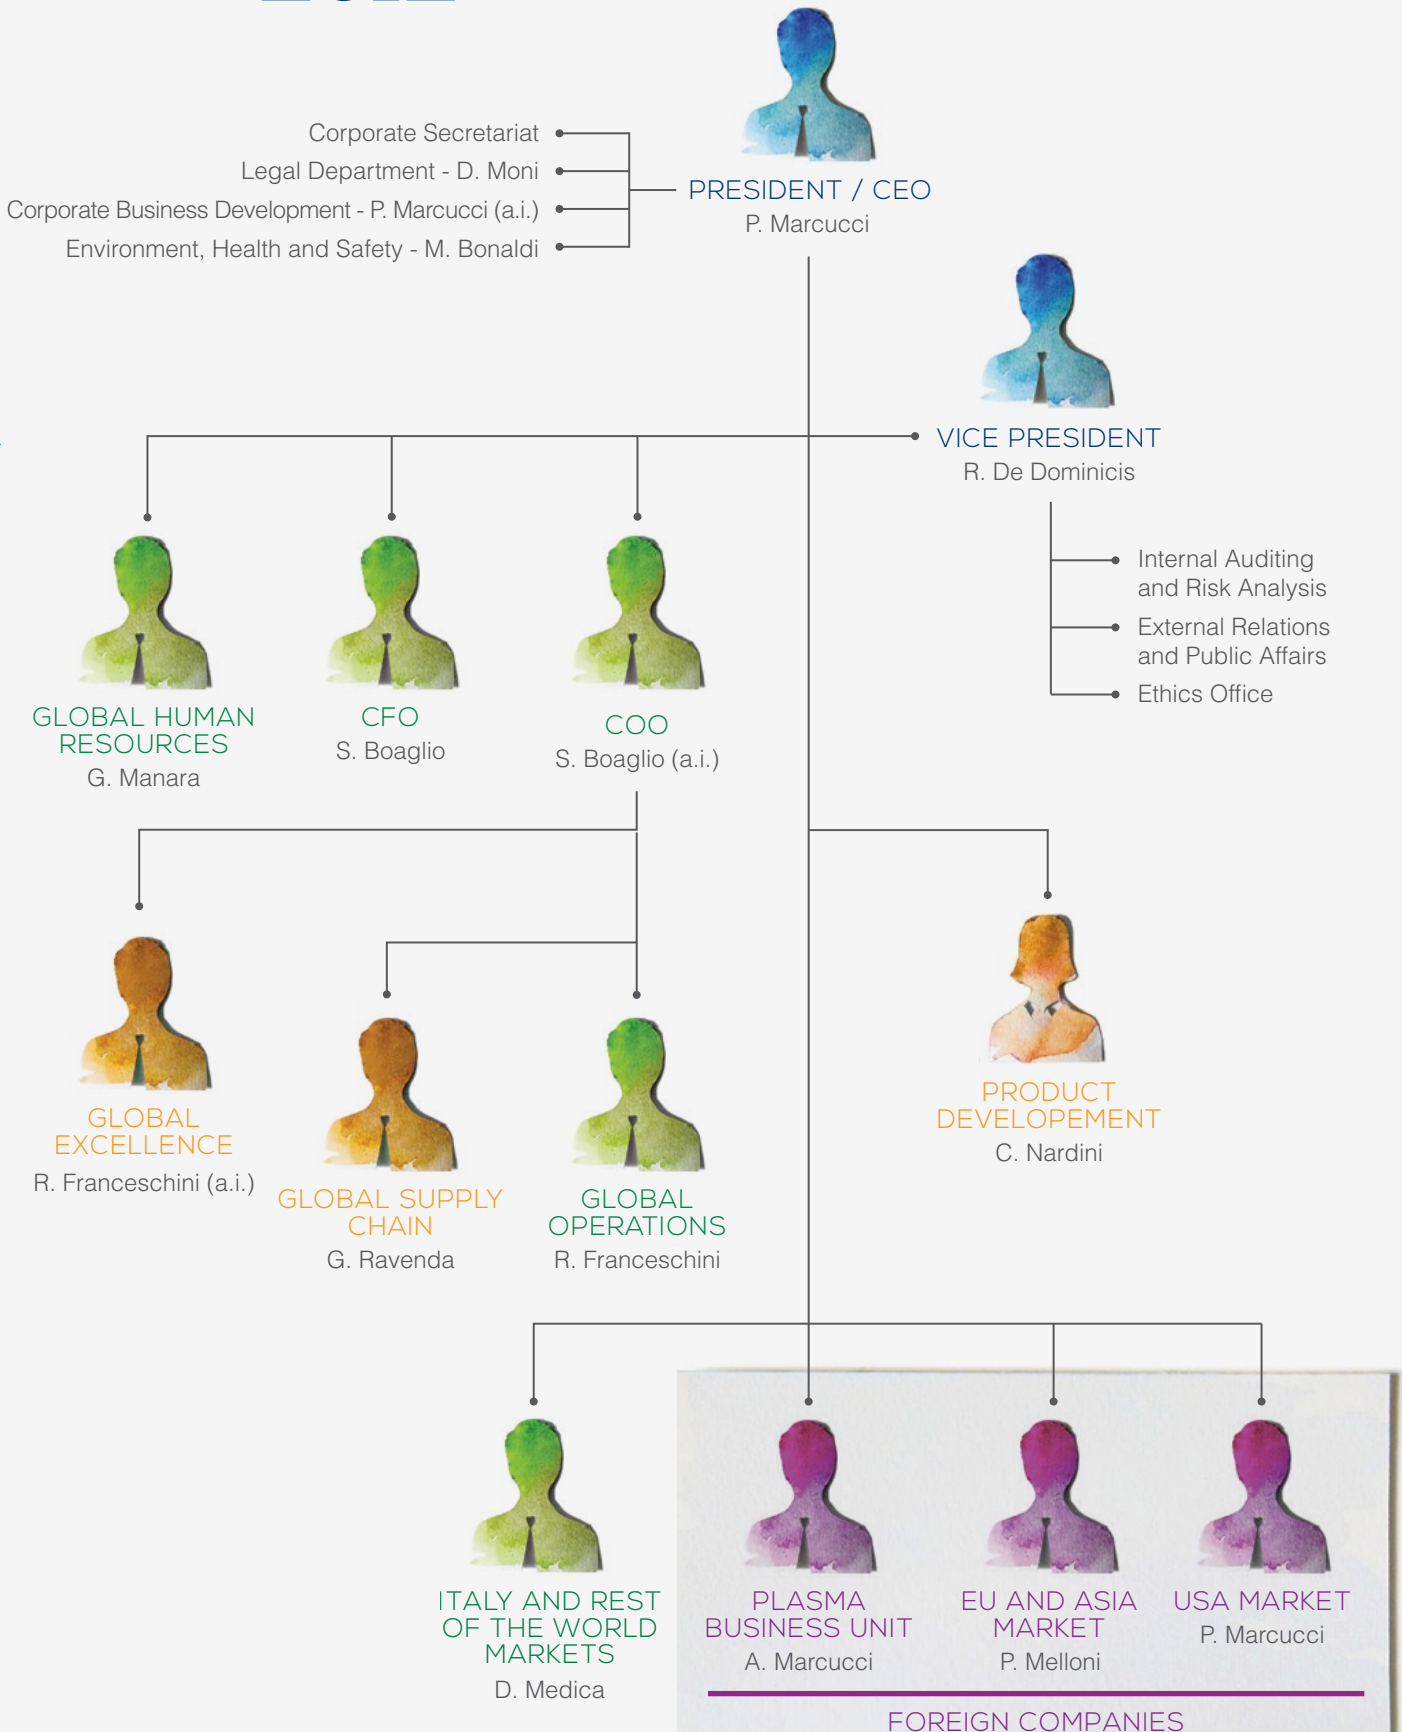 Corporate Secretariat
Legal Department - D. Moni
Corporate Business Development - P. Marcucci (a.i.)
Environment, Health and Safety - M. Bonaldi
PRESIDENT / CEO
P. Marcucci
VICE PRESIDENT
R. De Dominicis
Internal Auditing
and Risk Analysis
External Relations
and Public Affairs
Ethics Office
GLOBAL HUMAN
RESOURCES
G. Manara
CFO
S. Boaglio
COO
S. Boaglio (a.i.)
GLOBAL
EXCELLENCE
R. Franceschini (a.i.)
GLOBAL SUPPLY
CHAIN
G. Ravenda
GLOBAL
OPERATIONS
R. Franceschini
PRODUCT
DEVELOPEMENT
C. Nardini
ITALY AND REST
OF THE WORLD
MARKETS
D. Medica
PLASMA
BUSINESS UNIT
A. Marcucci
EU AND ASIA
MARKET
P. Melloni
USA MARKET
P. Marcucci
FOREIGN COMPANIES